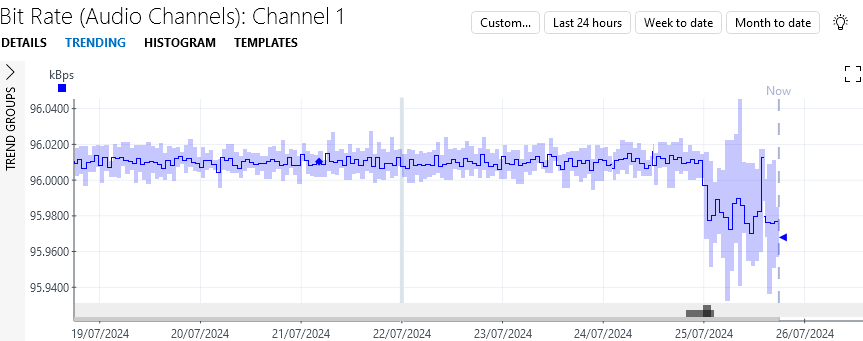 Bit Rate (Audio Channels): Channel 1
Custom... Last 24 hours Week to date Month to date
DETAILS TRENDING HISTOGRAM TEMPLATES
TREND GROUPS
kBps
Now
96.0400
96.0200
96.0000
95.9800
95.9600
95.9400
19/07/2024 20/07/2024 21/07/2024 22/07/2024 23/07/2024 24/07/2024 25/07/2024 26/07/2024